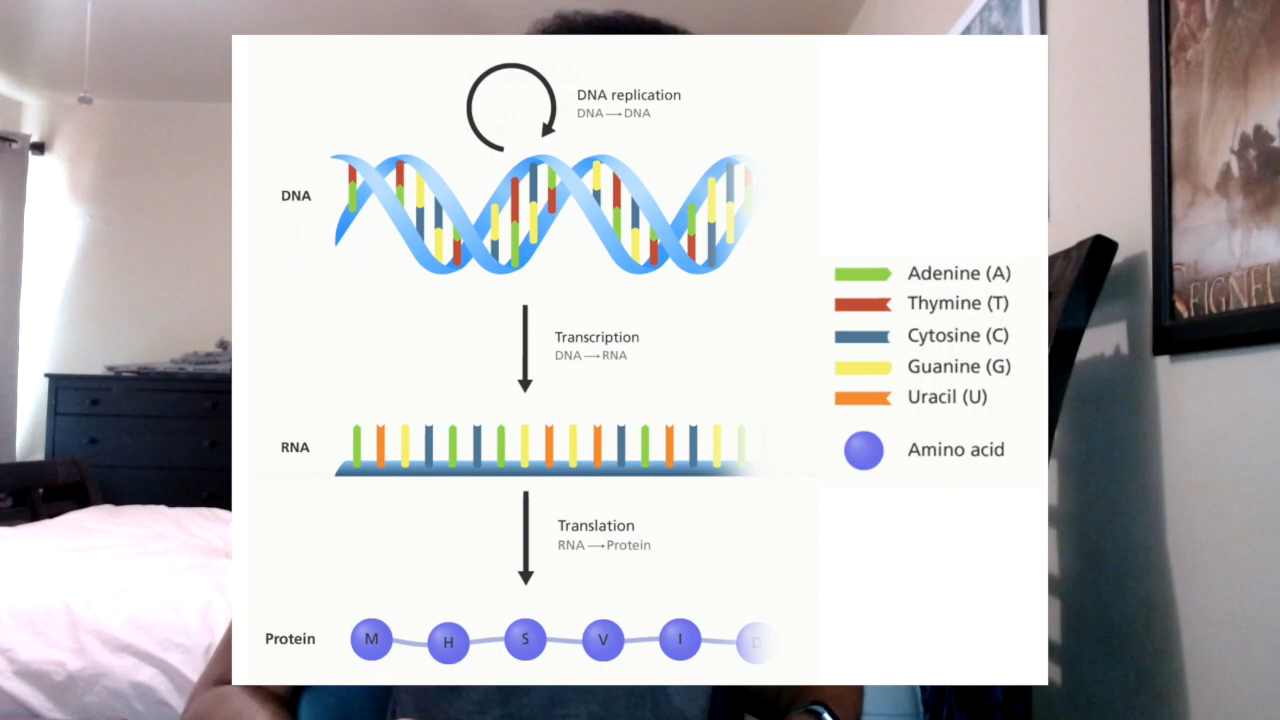 DNA replication
DNA → DNA
DNA
Transcription
DNA → RNA
RNA
Translation
RNA → Protein
Protein
M H S V I D
Adenine (A)
Thymine (T)
Cytosine (C)
Guanine (G)
Uracil (U)
Amino acid